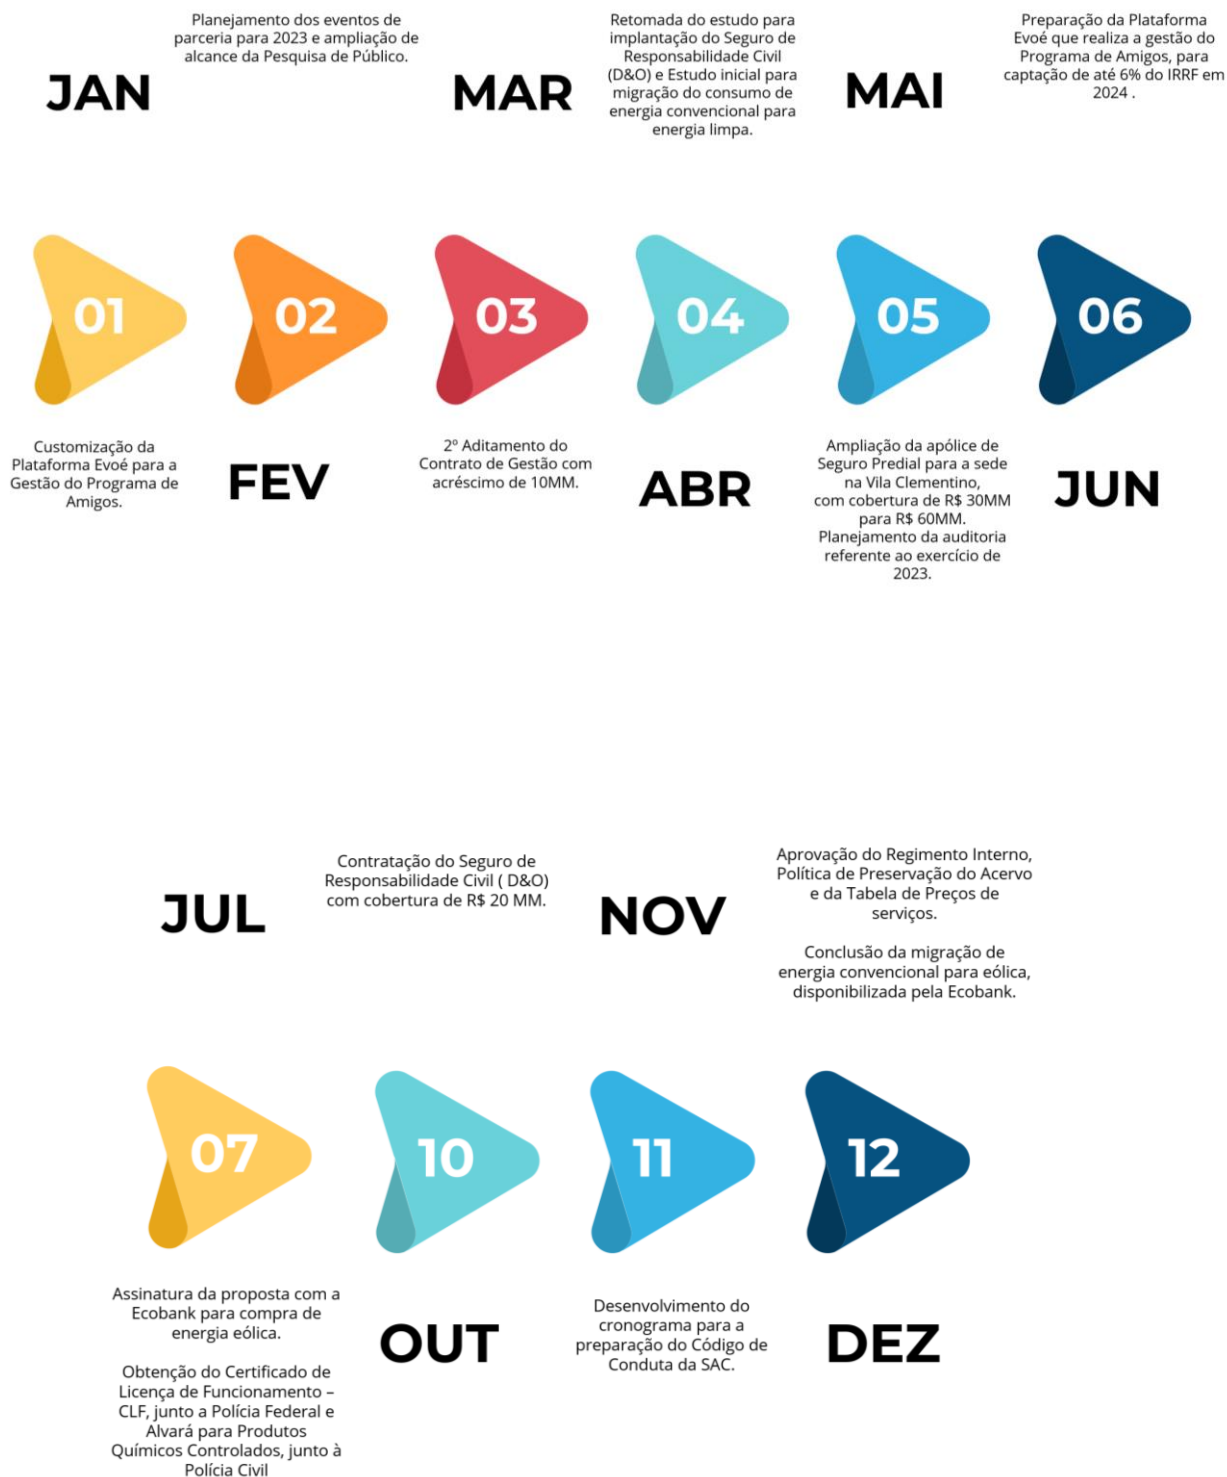 JAN
Planejamento dos eventos de
parceria para 2023 e ampliação de
alcance da Pesquisa de Público.
MAR
Retomada do estudo para
implantação do Seguro de
Responsabilidade Civil
(D&O) e Estudo inicial para
migração do consumo de
energia convencional para
energia limpa.
MAI
Preparação da Plataforma
Evoé que realiza a gestão do
Programa de Amigos, para
captação de até 6% do IRRF em
2024 .
01
02
03
04
05
06
Customização da
Plataforma Evoé para a
Gestão do Programa de
Amigos.
FEV
2º Aditamento do
Contrato de Gestão com
acréscimo de 10MM.
ABR
Ampliação da apólice de
Seguro Predial para a sede
na Vila Clementino,
com cobertura de R$ 30MM
para R$ 60MM.
Planejamento da auditoria
referente ao exercício de
2023.
JUN
JUL
Contratação do Seguro de
Responsabilidade Civil ( D&O)
com cobertura de R$ 20 MM.
NOV
Aprovação do Regimento Interno,
Política de Preservação do Acervo
e da Tabela de Preços de
serviços.
Conclusão da migração de
energia convencional para eólica,
disponibilizada pela Ecobank.
07
10
11
12
Assinatura da proposta com a
Ecobank para compra de
energia eólica.
Obtenção do Certificado de
Licença de Funcionamento –
CLF, junto a Polícia Federal e
Alvará para Produtos
Químicos Controlados, junto à
Polícia Civil
OUT
Desenvolvimento do
cronograma para a
preparação do Código de
Conduta da SAC.
DEZ